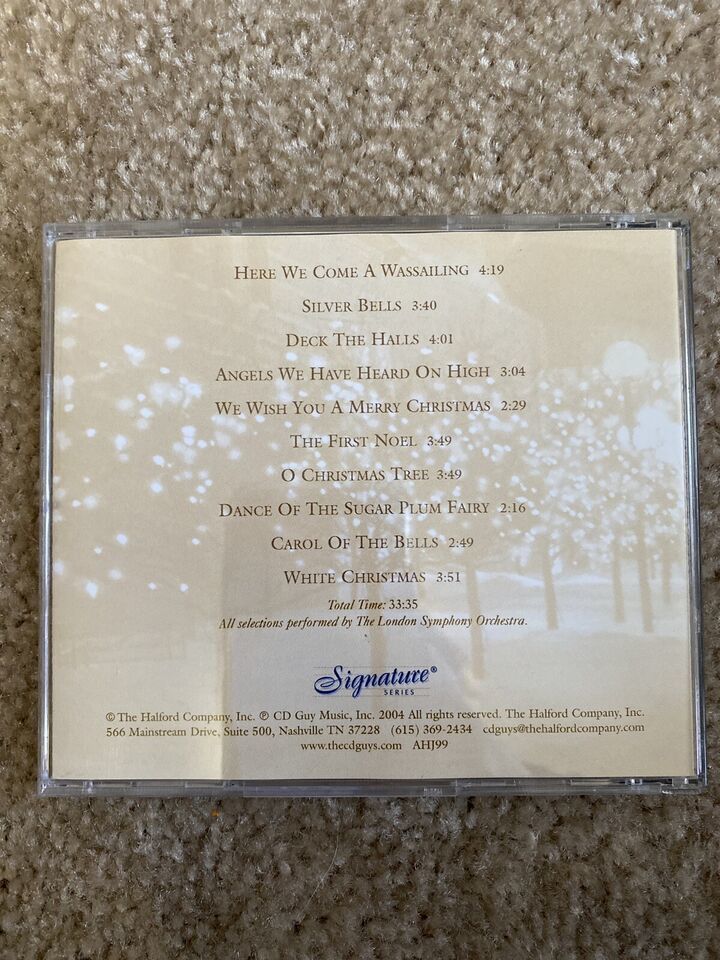 HERE WE COME A WASSAILING 4:19
SILVER BELLS 3:40
DECK THE HALLS 4:01
ANGELS WE HAVE HEARD ON HIGH 3:04
WE WISH YOU A MERRY CHRISTMAS 2:29
THE FIRST NOEL 3:49
O CHRISTMAS TREE 3:49
DANCE OF THE SUGAR PLUM FAIRY 2:16
CAROL OF THE BELLS 2:49
WHITE CHRISTMAS 3:51
Total Time: 33:35
All selections performed by The London Symphony Orchestra.
Signature®
SERIES
© The Halford Company, Inc. ℗ CD Guy Music, Inc. 2004 All rights reserved. The Halford Company, Inc.
566 Mainstream Drive, Suite 500, Nashville TN 37228 (615) 369-2434 cdguys@thehalfordcompany.com
www.thecdguys.com AHJ99